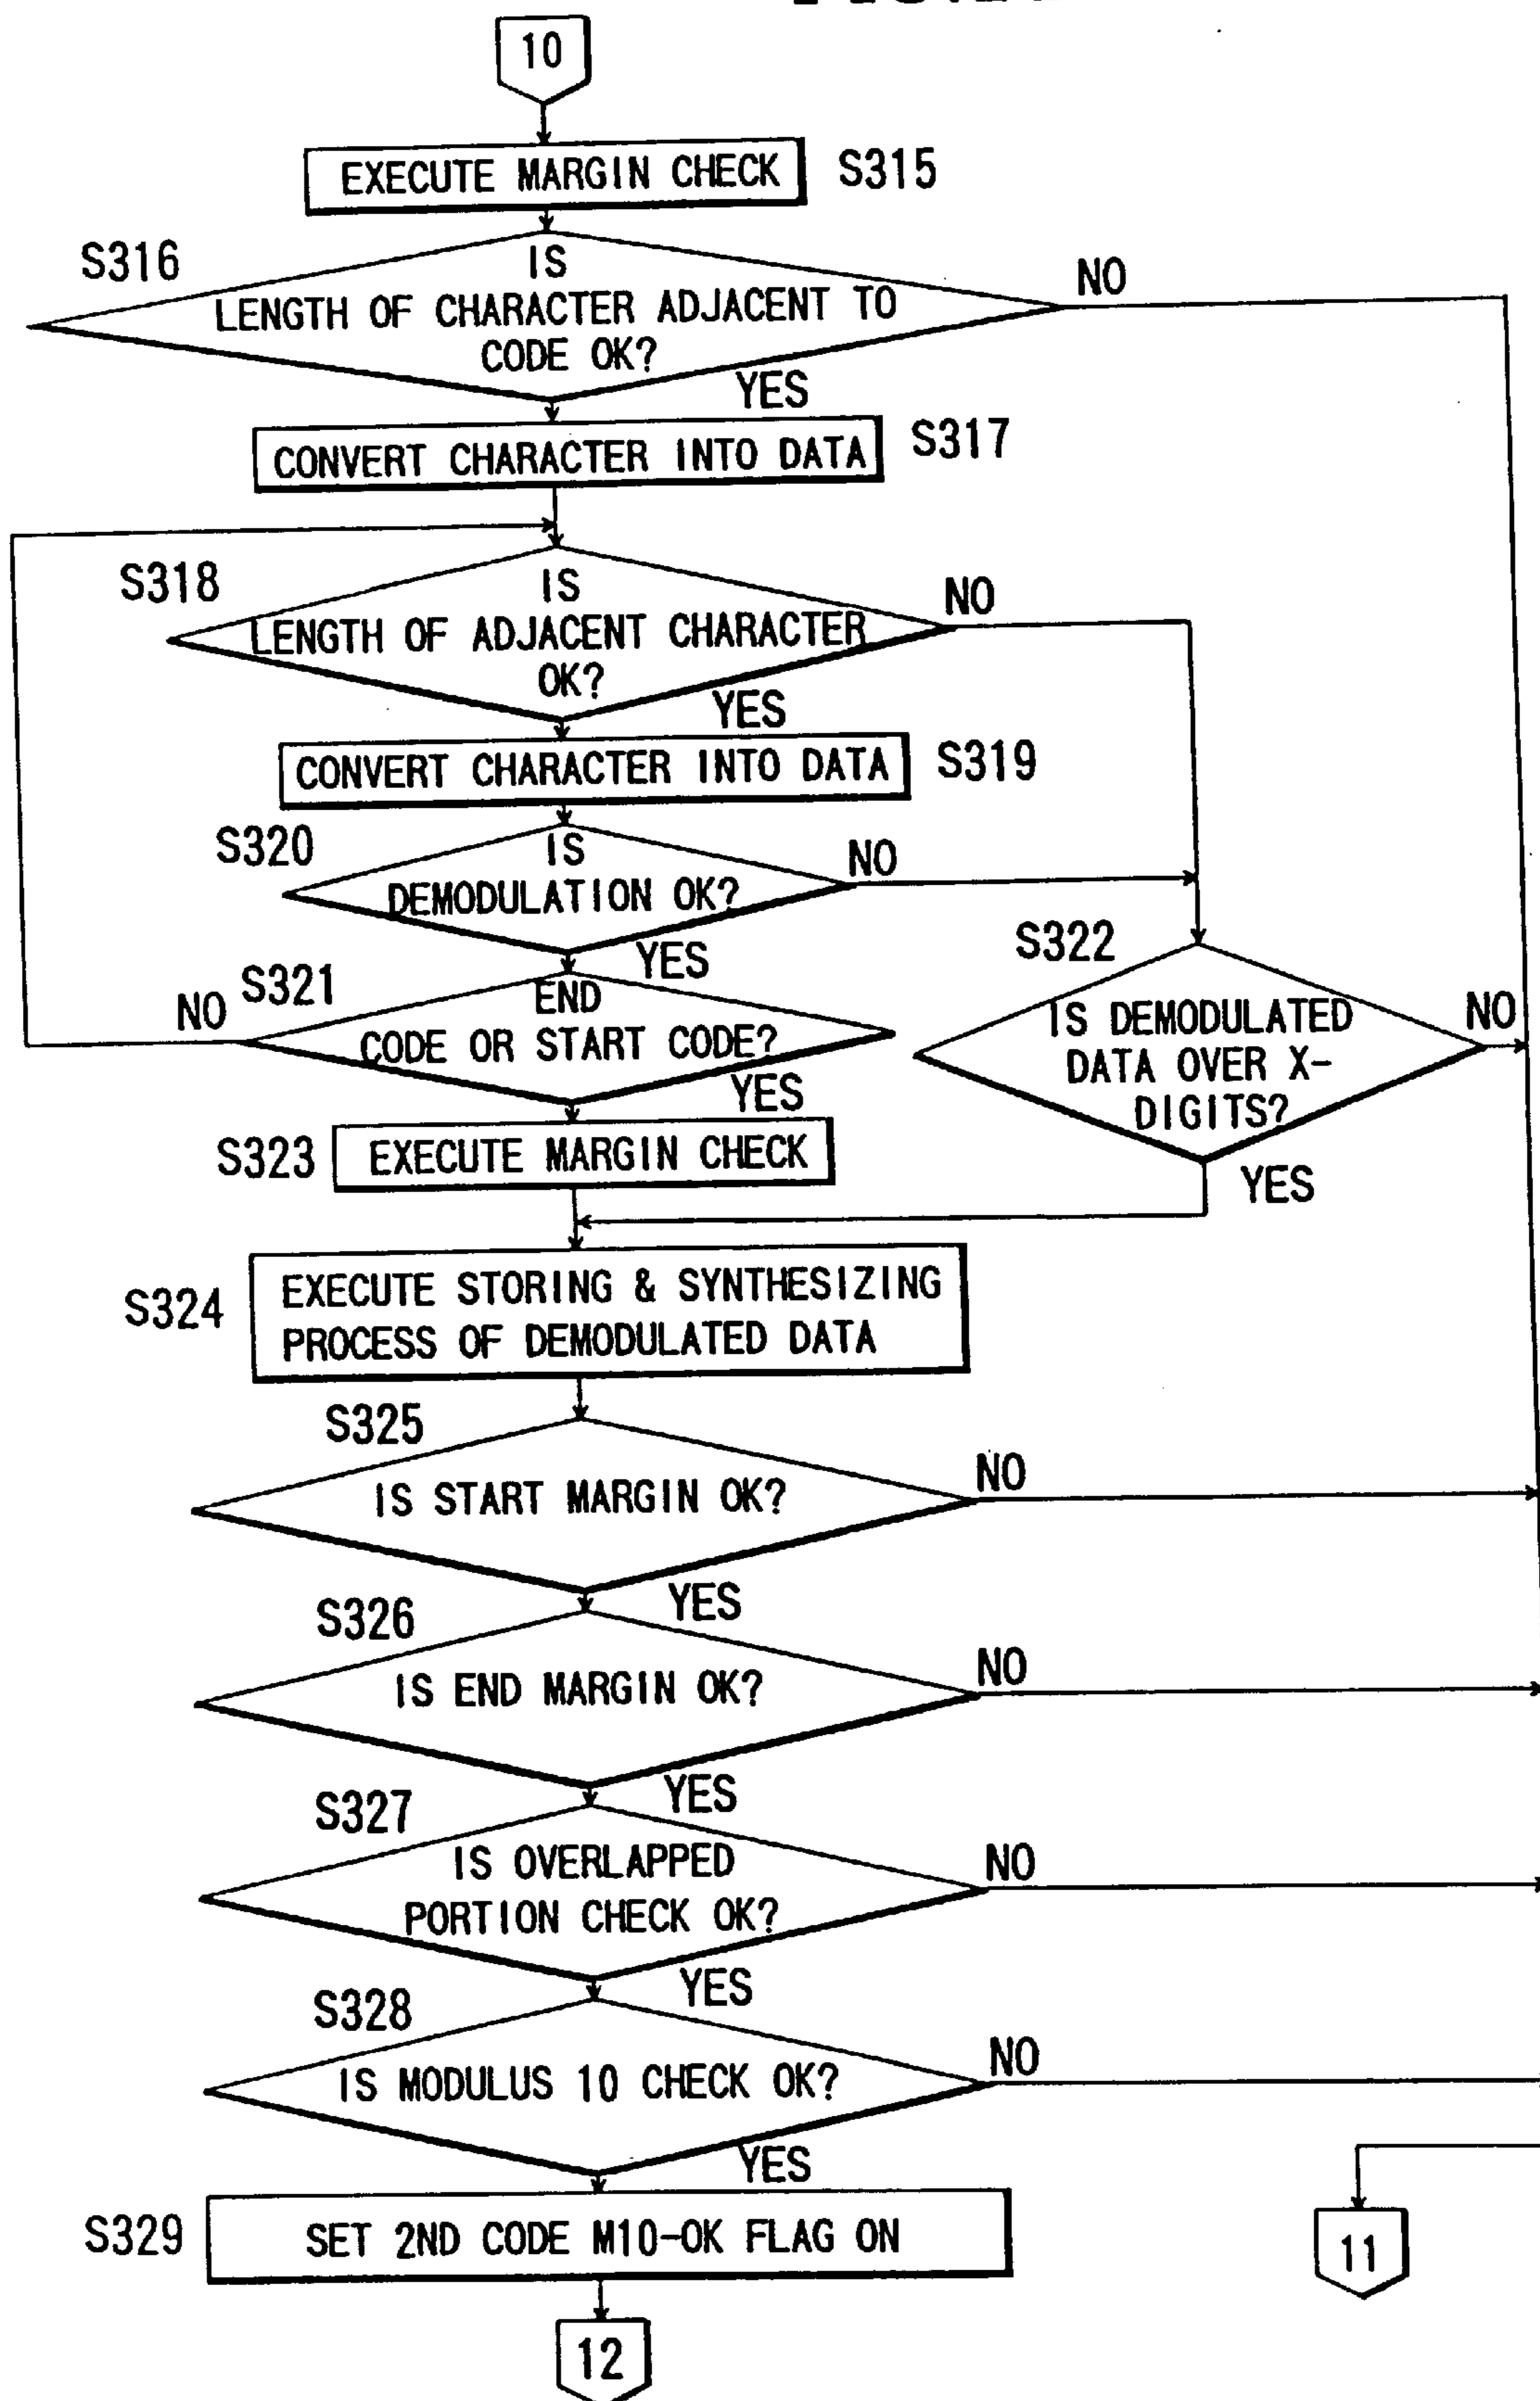 10
EXECUTE MARGIN CHECK S315
S316
IS
LENGTH OF CHARACTER ADJACENT TO
CODE OK?
NO
YES
CONVERT CHARACTER INTO DATA S317
S318
IS
LENGTH OF ADJACENT CHARACTER
OK?
NO
YES
CONVERT CHARACTER INTO DATA S319
S320
IS
DEMODULATION OK?
NO
YES
S321
END
CODE OR START CODE?
NO
YES
S322
IS DEMODULATED
DATA OVER X-
DIGITS?
NO
YES
S323 EXECUTE MARGIN CHECK
S324
EXECUTE STORING & SYNTHESIZING
PROCESS OF DEMODULATED DATA
S325
IS START MARGIN OK?
NO
YES
S326
IS END MARGIN OK?
NO
YES
S327
IS OVERLAPPED
PORTION CHECK OK?
NO
YES
S328
IS MODULUS 10 CHECK OK?
NO
YES
S329 SET 2ND CODE M10-OK FLAG ON
11
12